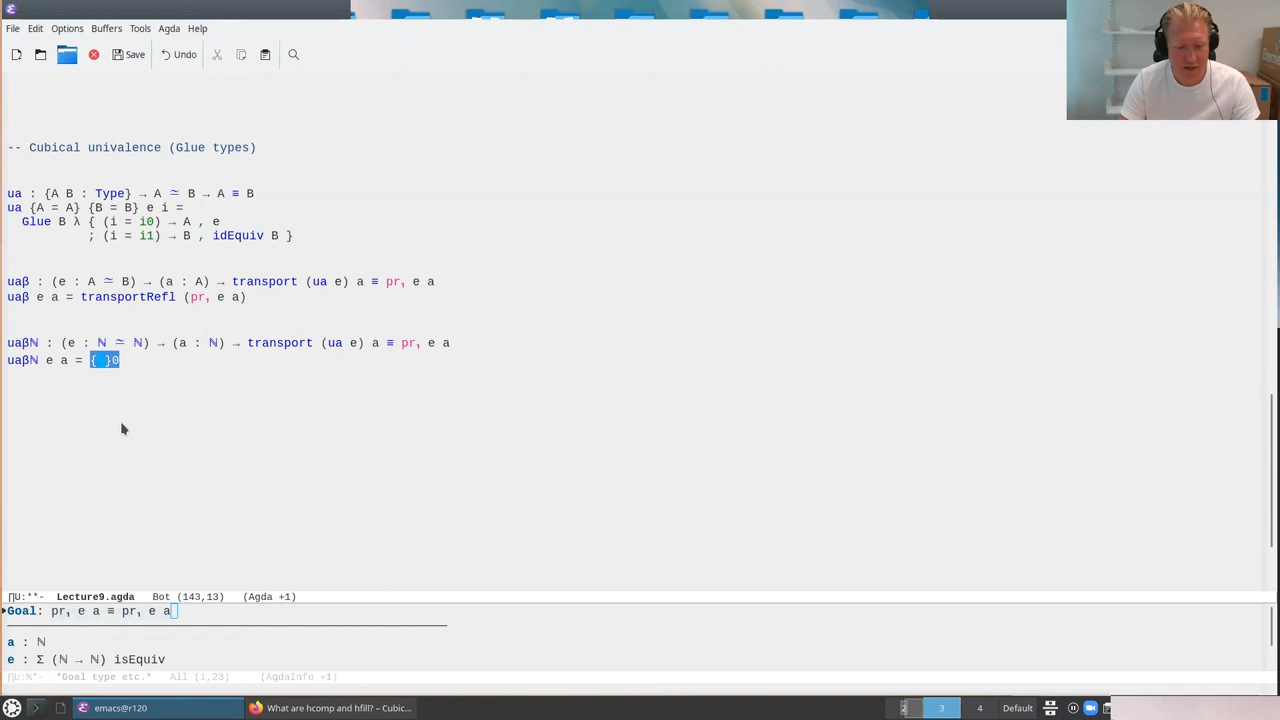 File Edit Options Buffers Tools Agda Help
Save Undo
-- Cubical univalence (Glue types)
ua : {A B : Type} → A ≃ B → A ≡ B
ua {A = A} {B = B} e i =
Glue B λ { (i = i0) → A , e
; (i = i1) → B , idEquiv B }
uaβ : (e : A ≃ B) → (a : A) → transport (ua e) a ≡ pr₁ e a
uaβ e a = transportRefl (pr₁ e a)
uaβℕ : (e : ℕ ≃ ℕ) → (a : ℕ) → transport (ua e) a ≡ pr₁ e a
uaβℕ e a = { }0
∏U:**- Lecture9.agda Bot (143,13) (Agda +1)
Goal: pr₁ e a ≡ pr₁ e a
a : ℕ
e : Σ (ℕ → ℕ) isEquiv
∏U:%*- *Goal type etc.* All (1,23) (AgdaInfo +1)
emacs@r120 What are hcomp and hfill? – Cubic... 2 3 4 Default